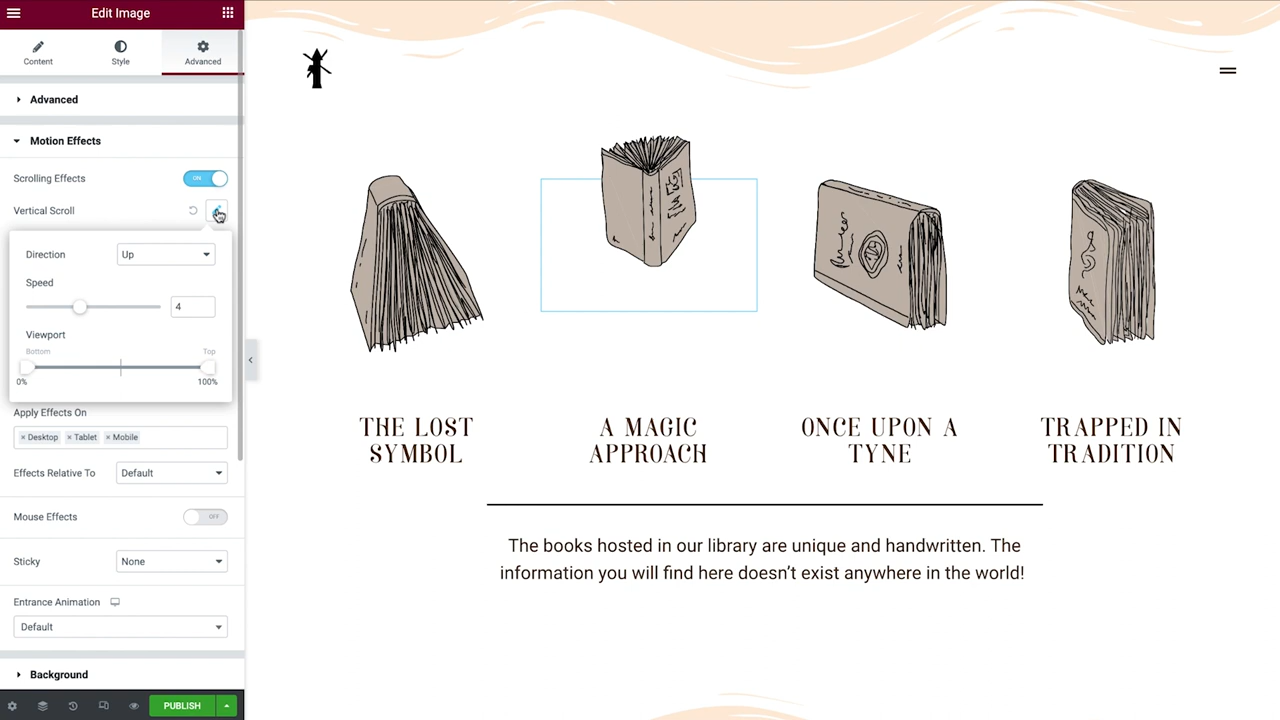 Edit Image
Content
Style
Advanced
Advanced
Motion Effects
Scrolling Effects
ON
Vertical Scroll
Direction
Up
Speed
4
Viewport
Bottom
Top
0%
100%
Apply Effects On
× Desktop × Tablet × Mobile
Effects Relative To
Default
Mouse Effects
OFF
Sticky
None
Entrance Animation
Default
Background
PUBLISH
THE LOST
SYMBOL
A MAGIC
APPROACH
ONCE UPON A
TYNE
TRAPPED IN
TRADITION
The books hosted in our library are unique and handwritten. The
information you will find here doesn’t exist anywhere in the world!